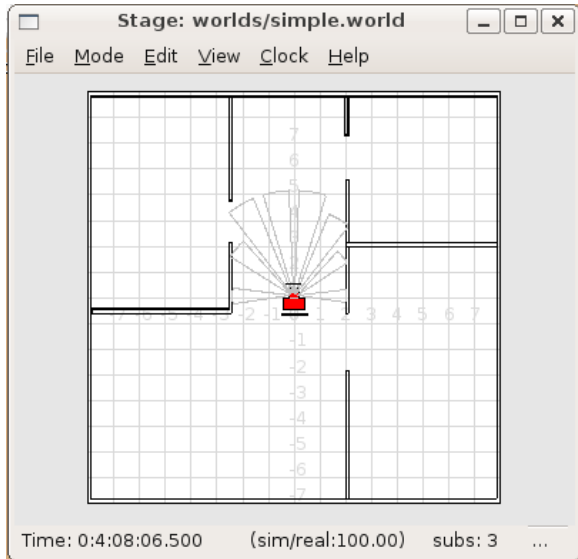 Stage: worlds/simple.world
File Mode Edit View Clock Help
7
6
5
-7 -6 -5 -4 -3 -2 -1 0 1 2 3 4 5 6 7
-1
-2
-3
-4
-5
-6
-7
Time: 0:4:08:06.500 (sim/real:100.00) subs: 3 ...